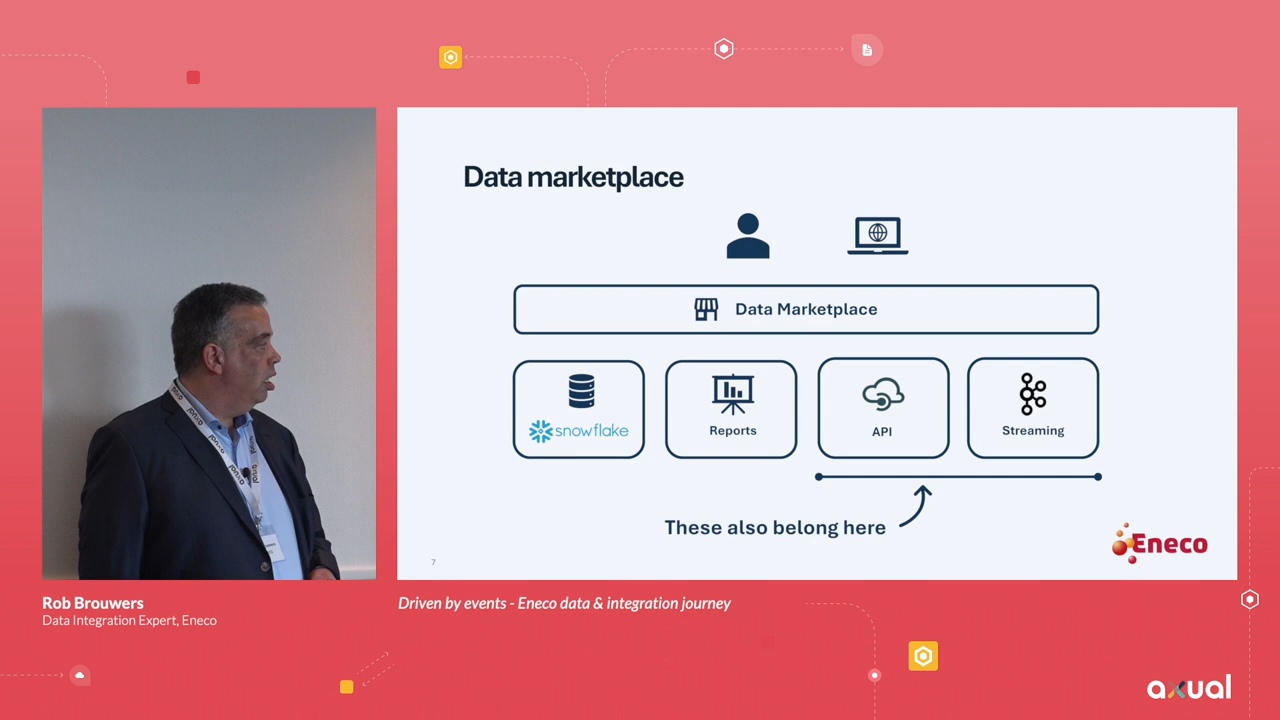 Data marketplace
Data Marketplace
snowflake
Reports
API
Streaming
These also belong here
7
Eneco
Rob Brouwers
Data Integration Expert, Eneco
Driven by events - Eneco data & integration journey
axual